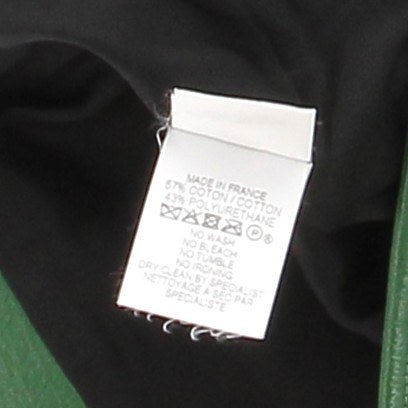 MADE IN FRANCE
57% COTON / COTTON
43% POLYURETHANE
P
NO WASH
NO BLEACH
NO TUMBLE
NO IRONING
DRY CLEAN BY SPECIALIST
NETTOYAGE A SEC PAR
SPECIALISTE